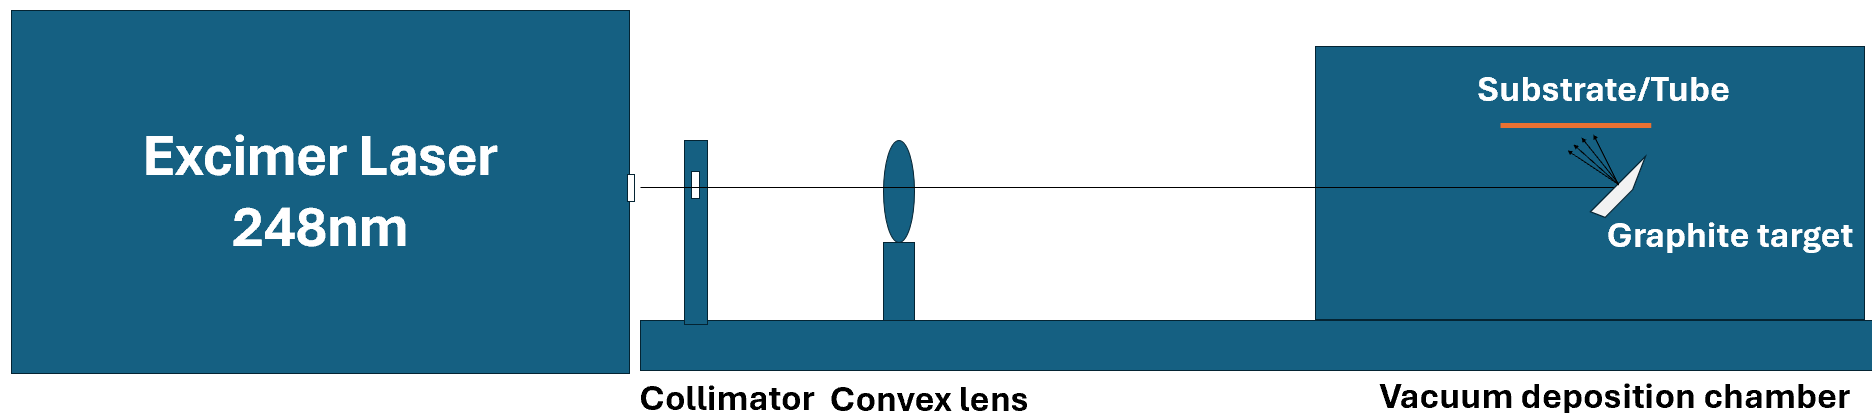 Excimer Laser
248nm
Substrate/Tube
Graphite target
Collimator
Convex lens
Vacuum deposition chamber